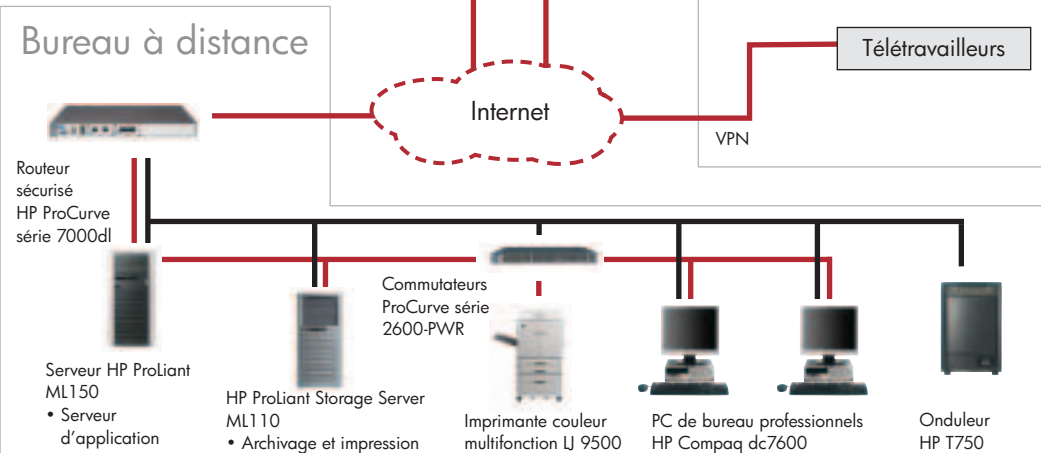 Bureau à distance
Internet
Télétravailleurs
VPN
Routeur
sécurisé
HP ProCurve
série 7000dl
Commutateurs
ProCurve série
2600-PWR
Serveur HP ProLiant
ML150
• Serveur
d'application
HP ProLiant Storage Server
ML110
• Archivage et impression
Imprimante couleur
multifonction LJ 9500
PC de bureau professionnels
HP Compaq dc7600
Onduleur
HP T750